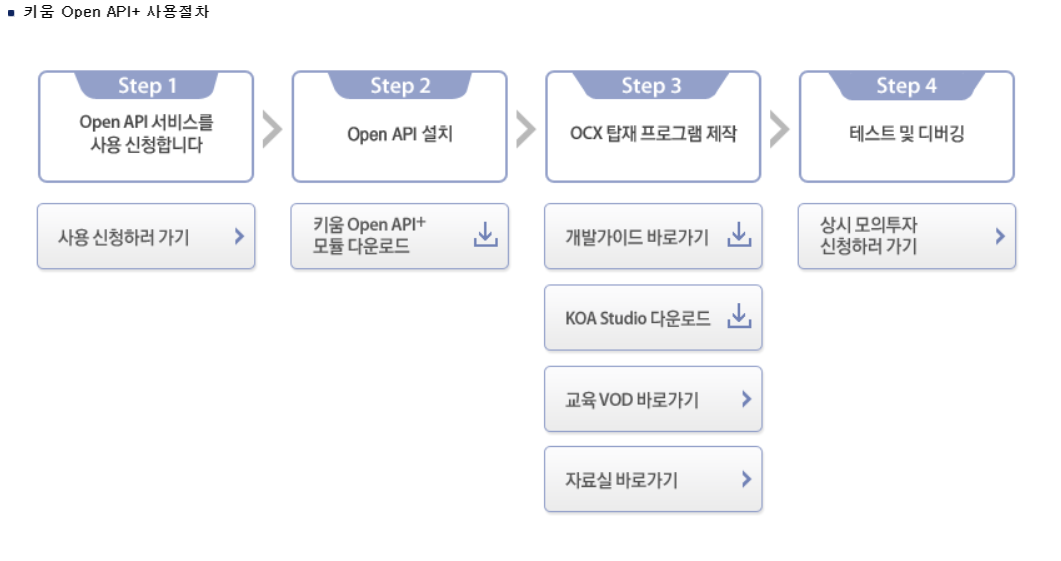 키움 Open API+ 사용절차
Step 1
Open API 서비스를
사용 신청합니다
Step 2
Open API 설치
Step 3
OCX 탑재 프로그램 제작
Step 4
테스트 및 디버깅
사용 신청하러 가기
키움 Open API+
모듈 다운로드
개발가이드 바로가기
KOA Studio 다운로드
교육 VOD 바로가기
자료실 바로가기
상시 모의투자
신청하러 가기